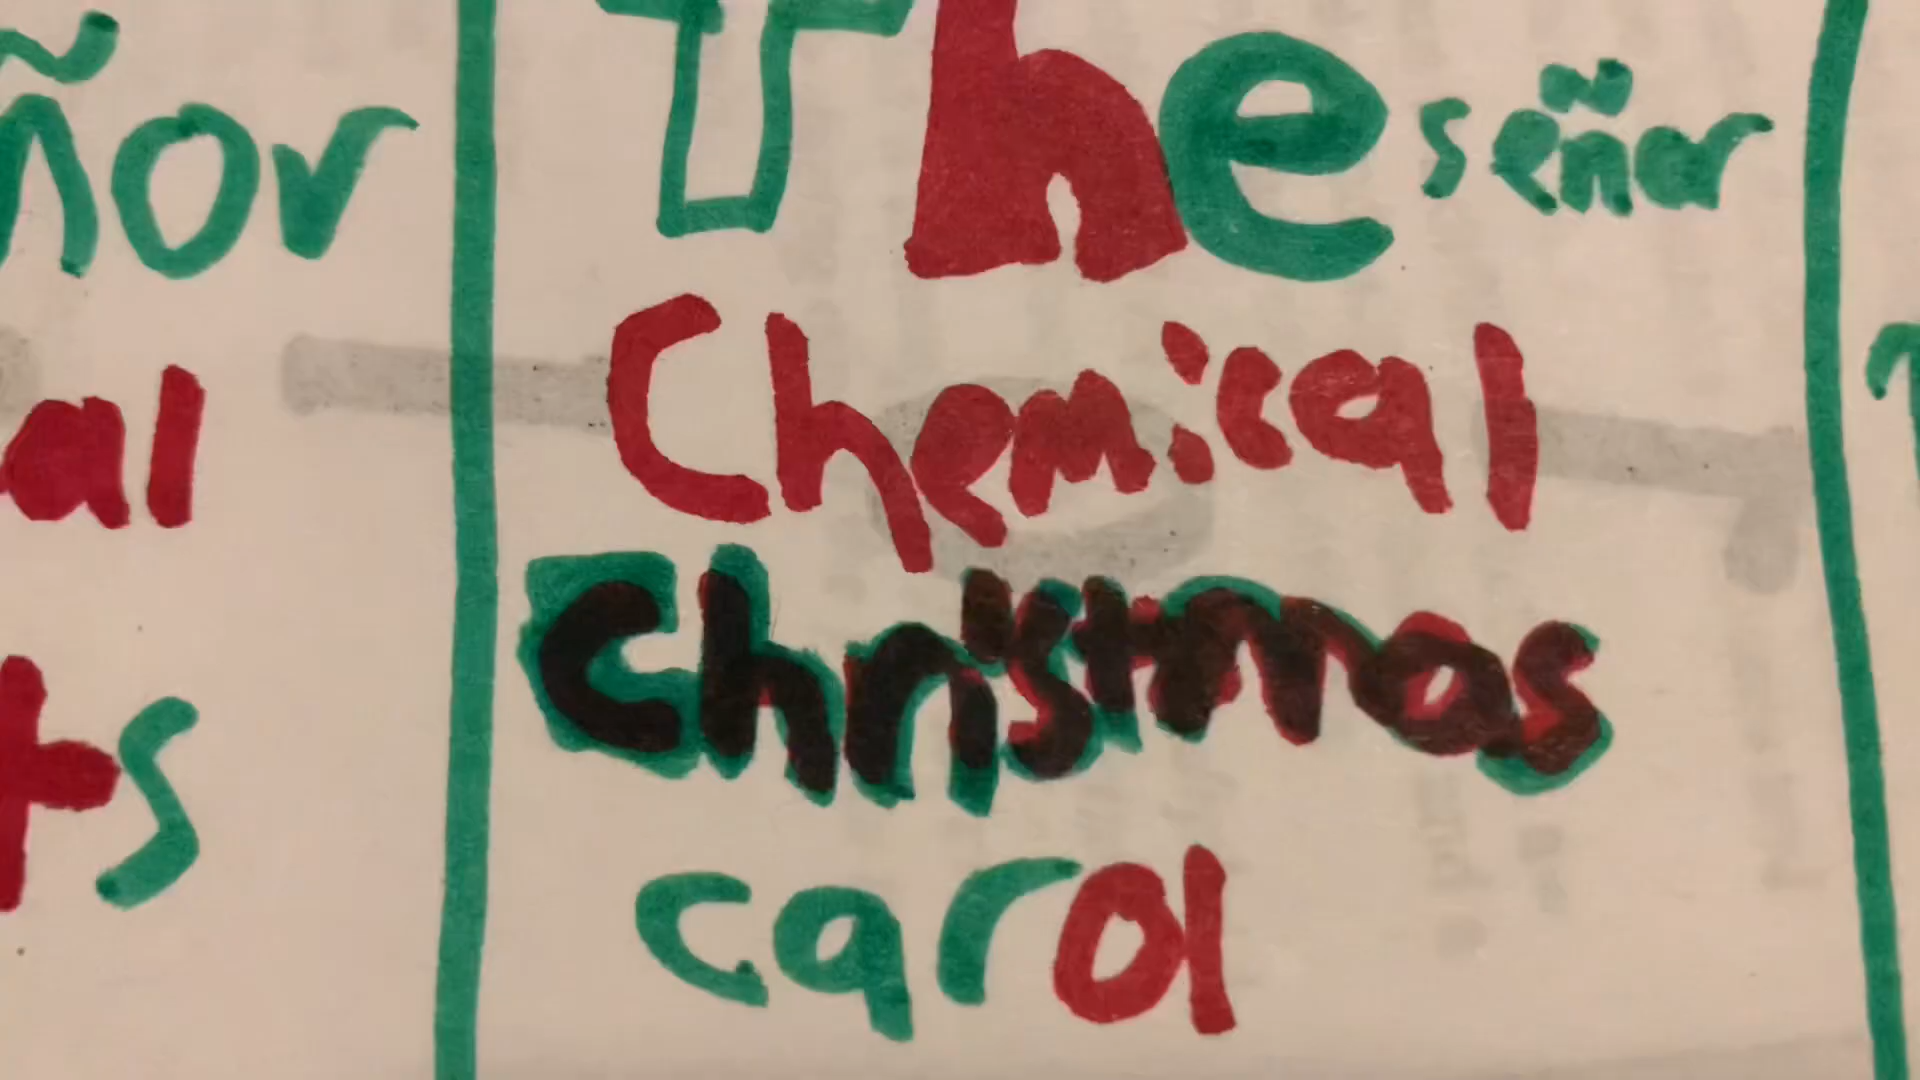 ñor
al
ts
The señor
Chemical
Christmas
carol